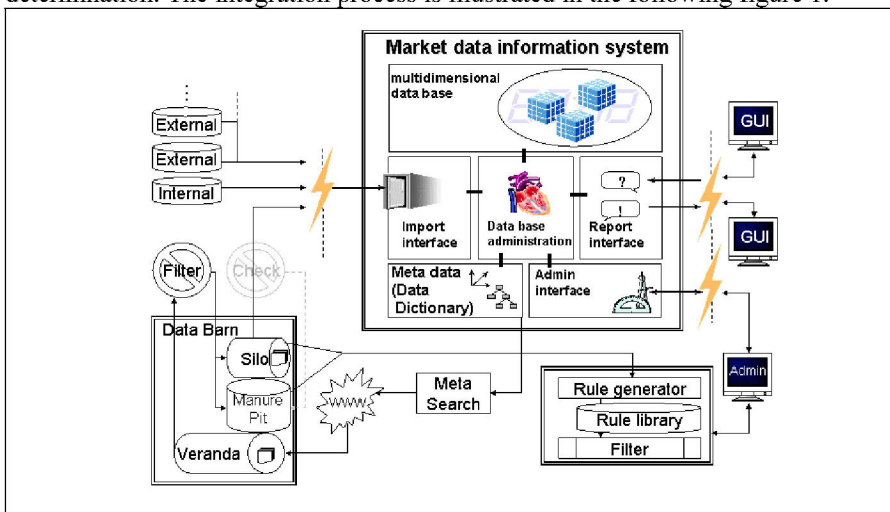 determination. The integration process is illustrated in the following figure 1.
Market data information system
multidimensional
data base
External
External
Internal
GUI
?
!
Import
interface
Data base
administration
Report
interface
GUI
Filter
Check
Meta data
(Data
Dictionary)
Admin
interface
Data Barn
Silo
Manure
Pit
Veranda
WWW
Meta
Search
Rule generator
Rule library
Filter
Admin